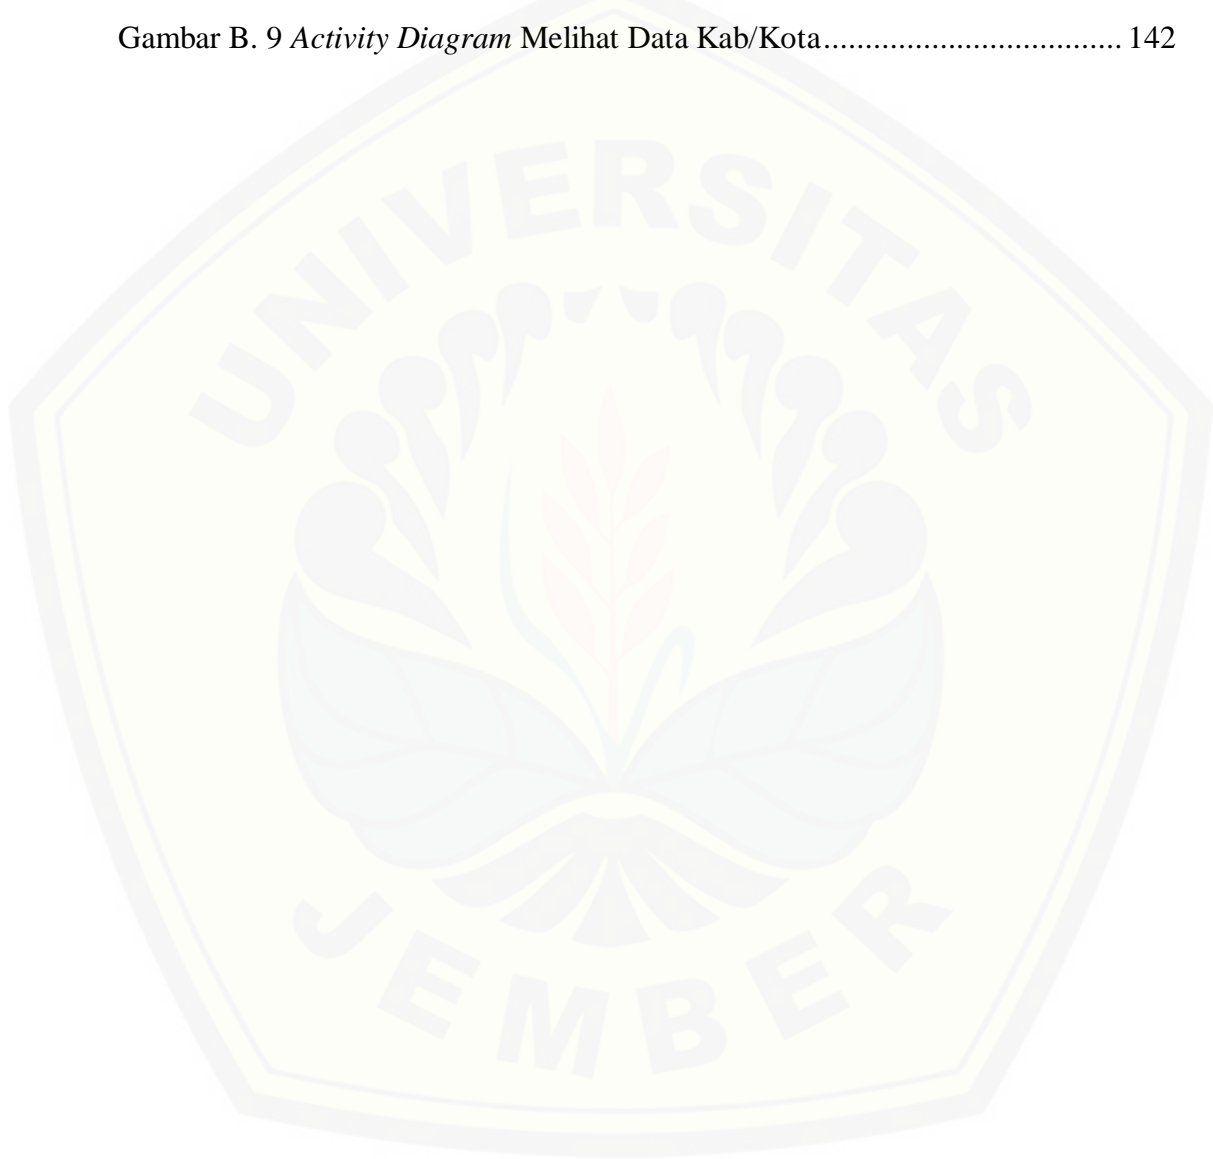 Gambar B. 9 Activity Diagram Melihat Data Kab/Kota.................................... 142
UNIVERSITAS
JEMBER